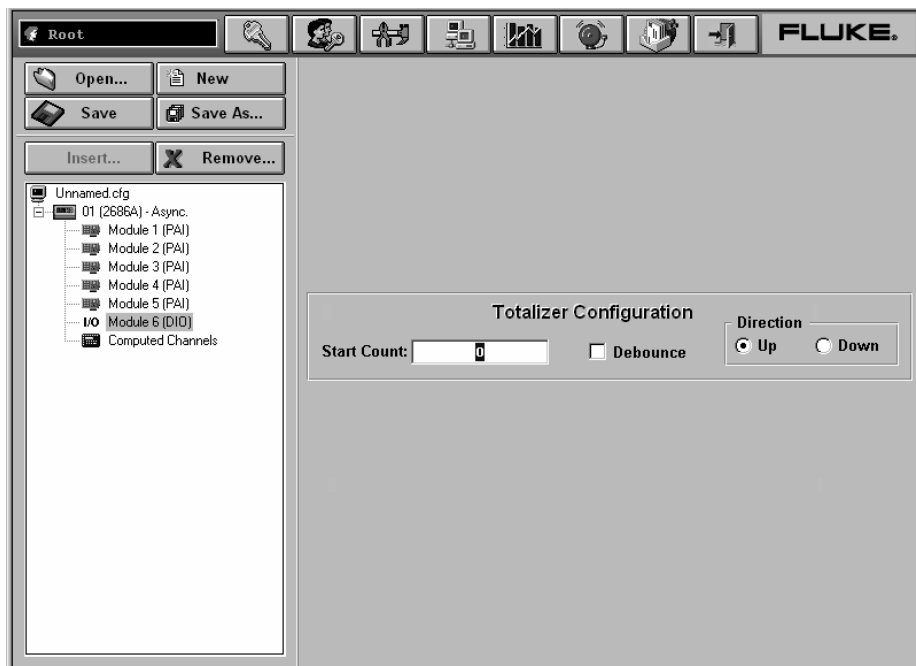 Root
FLUKE®
Open...
New
Save
Save As...
Insert...
Remove...
Unnamed.cfg
01 (2686A) - Async.
Module 1 (PAI)
Module 2 (PAI)
Module 3 (PAI)
Module 4 (PAI)
Module 5 (PAI)
I/O Module 6 (DIO)
Computed Channels
Totalizer Configuration
Start Count: 0
Debounce
Direction
Up
Down